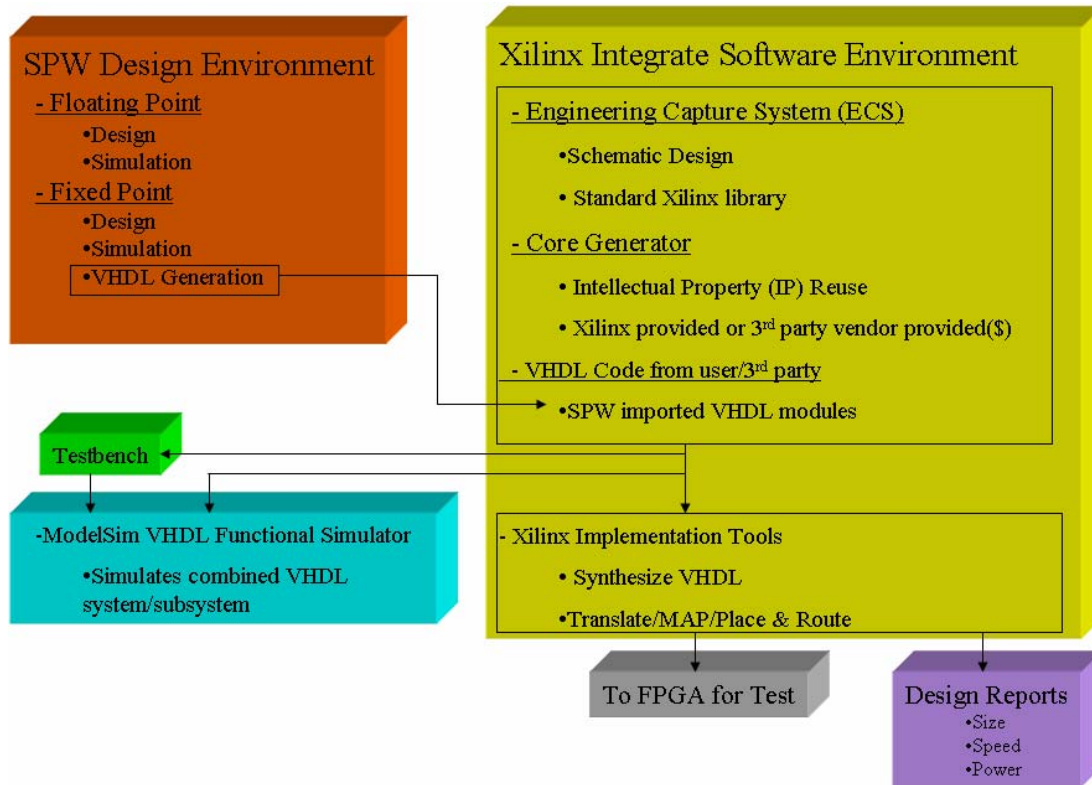 SPW Design Environment
- Floating Point
•Design
•Simulation
- Fixed Point
•Design
•Simulation
•VHDL Generation
Xilinx Integrate Software Environment
- Engineering Capture System (ECS)
•Schematic Design
• Standard Xilinx library
- Core Generator
• Intellectual Property (IP) Reuse
• Xilinx provided or 3rd party vendor provided($)
- VHDL Code from user/3rd party
•SPW imported VHDL modules
Testbench
-ModelSim VHDL Functional Simulator
•Simulates combined VHDL
system/subsystem
- Xilinx Implementation Tools
• Synthesize VHDL
•Translate/MAP/Place & Route
To FPGA for Test
Design Reports
•Size
•Speed
•Power